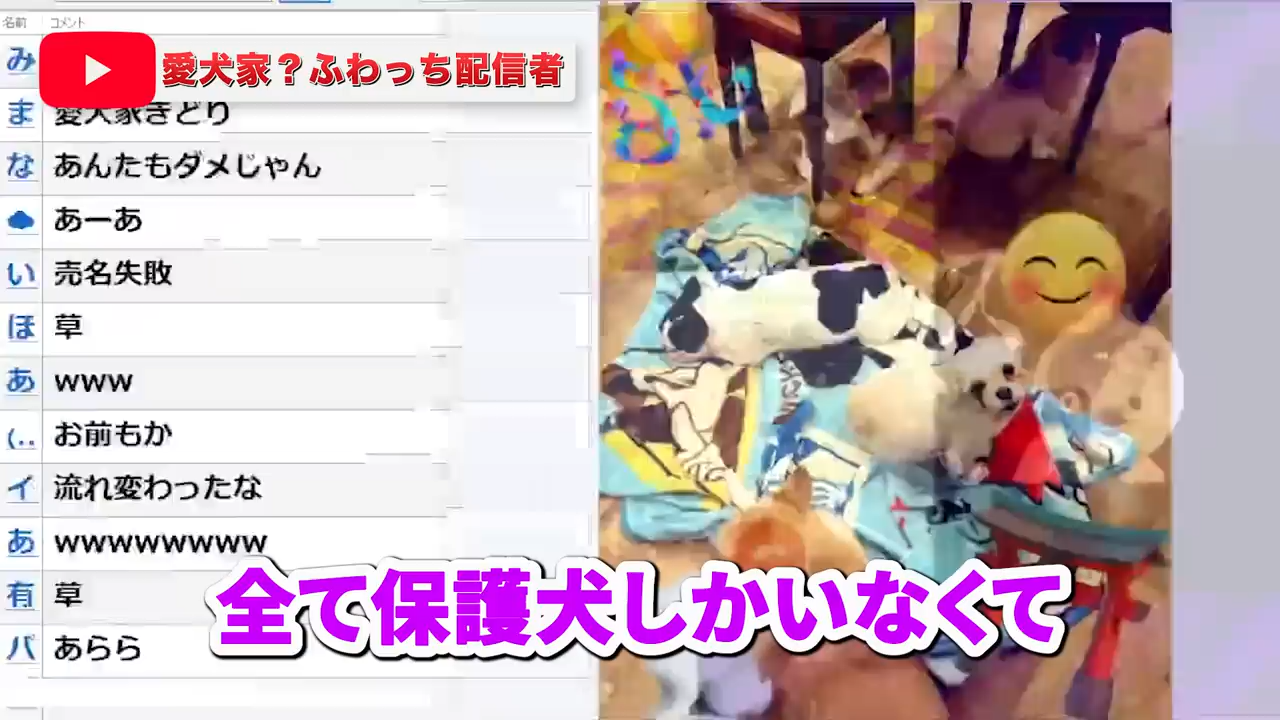 名前 コメント
み
愛犬家？ふわっち配信者
ま 愛犬家きどり
な あんたもダメじゃん
あーあ
い 売名失敗
ほ 草
あ www
(.. お前もか
イ 流れ変わったな
あ wwwwwwwww
有 草
パ あらら
全て保護犬しかいなくて